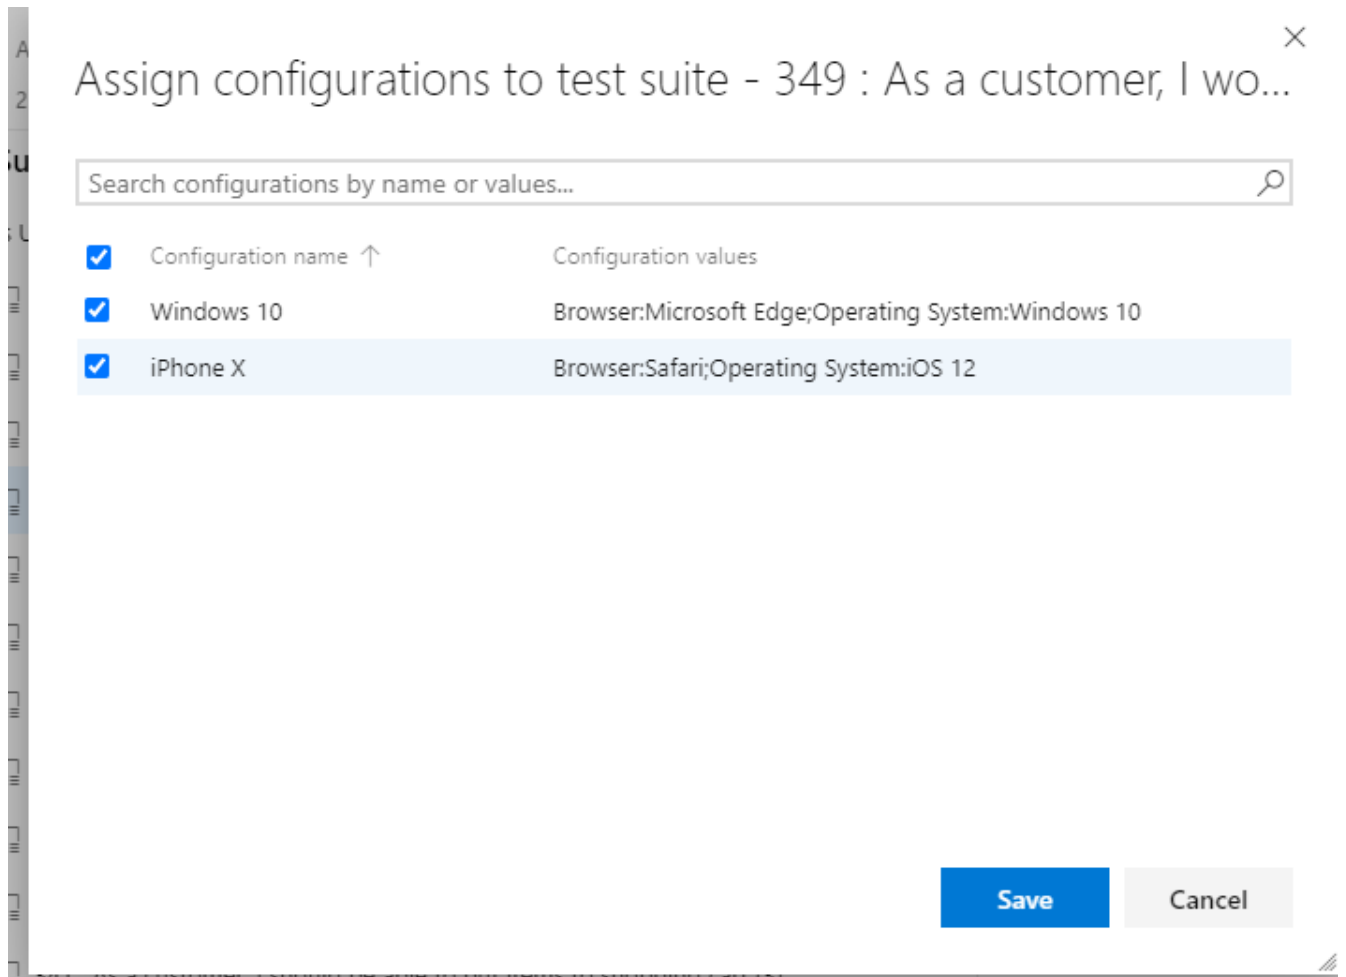 Assign configurations to test suite - 349 : As a customer, I wo...
Search configurations by name or values...
Configuration name ↑ Configuration values
Windows 10 Browser:Microsoft Edge;Operating System:Windows 10
iPhone X Browser:Safari;Operating System:iOS 12
Save Cancel